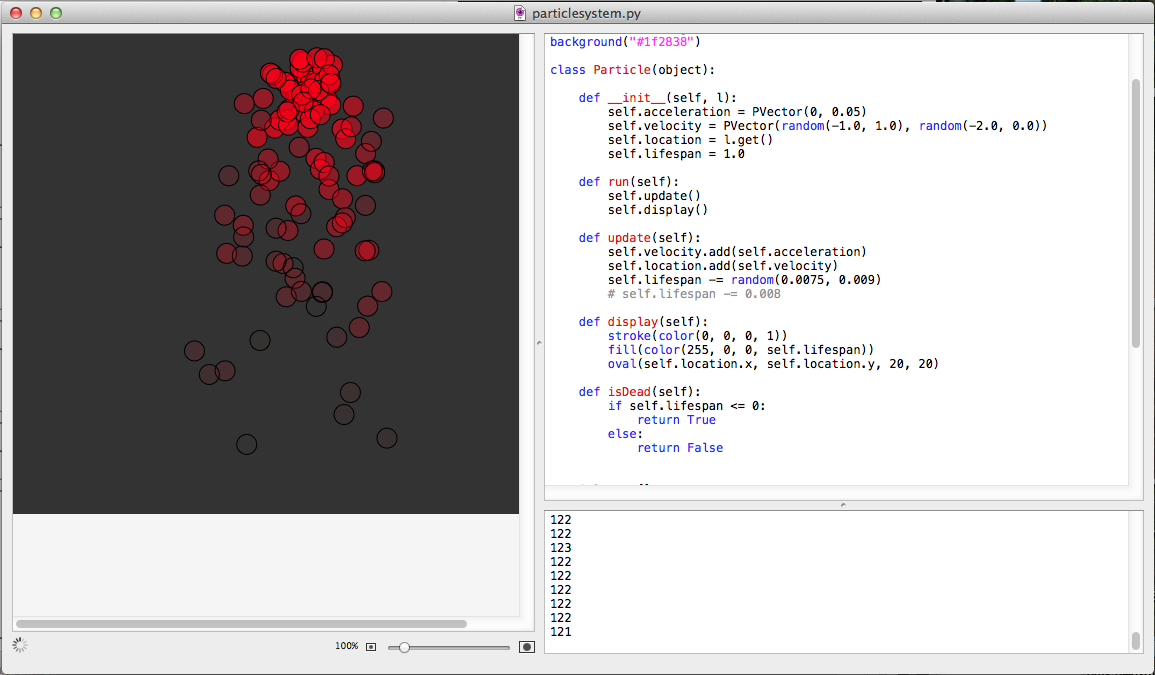 particlesystem.py
background("#1f2838")
class Particle(object):
    def __init__(self, l):
        self.acceleration = PVector(0, 0.05)
        self.velocity = PVector(random(-1.0, 1.0), random(-2.0, 0.0))
        self.location = l.get()
        self.lifespan = 1.0
    def run(self):
        self.update()
        self.display()
    def update(self):
        self.velocity.add(self.acceleration)
        self.location.add(self.velocity)
        self.lifespan -= random(0.0075, 0.009)
        # self.lifespan -= 0.008
    def display(self):
        stroke(color(0, 0, 0, 1))
        fill(color(255, 0, 0, self.lifespan))
        oval(self.location.x, self.location.y, 20, 20)
    def isDead(self):
        if self.lifespan <= 0:
            return True
        else:
            return False
122
122
123
122
122
122
122
122
121
100%